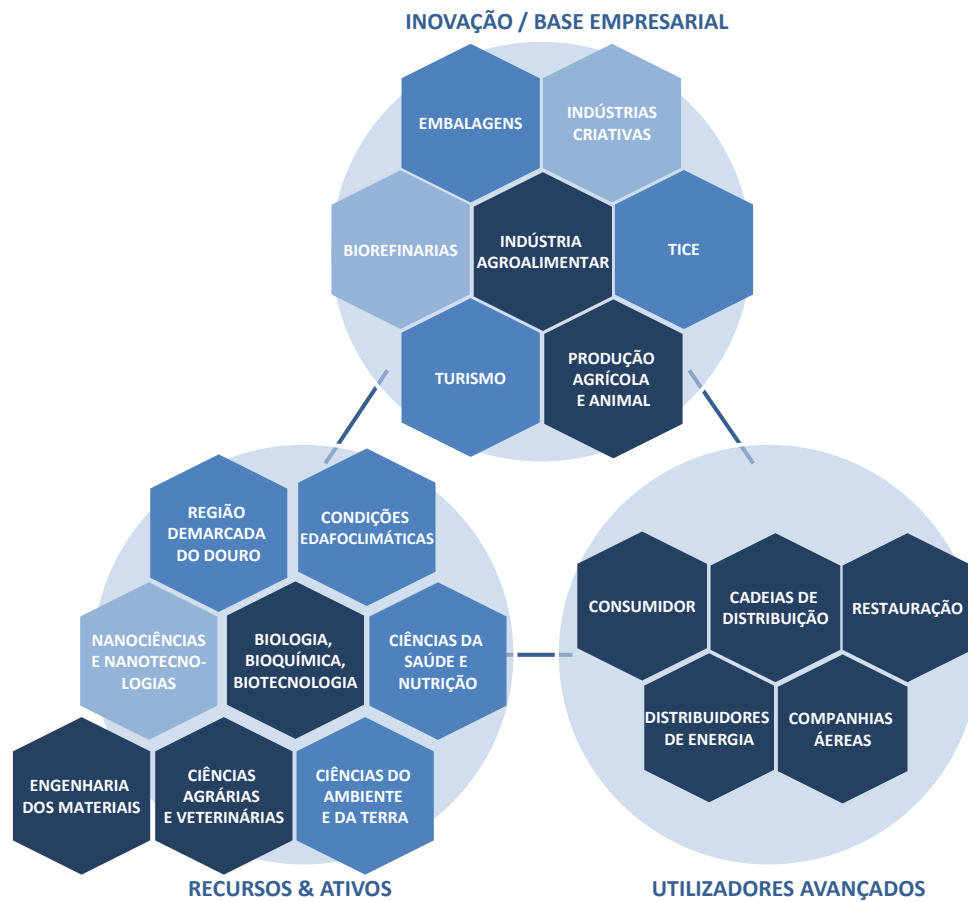 INOVAÇÃO / BASE EMPRESARIAL
EMBALAGENS
INDÚSTRIAS
CRIATIVAS
BIOREFINARIAS
INDÚSTRIA
AGROALIMENTAR
TICE
TURISMO
PRODUÇÃO
AGRÍCOLA
E ANIMAL
REGIÃO
DEMARCADA
DO DOURO
CONDIÇÕES
EDAFOCLIMÁTICAS
NANOCIÊNCIAS
E NANOTECNO-
LOGIAS
BIOLOGIA,
BIOQUÍMICA,
BIOTECNOLOGIA
CIÊNCIAS DA
SAÚDE E
NUTRIÇÃO
ENGENHARIA
DOS MATERIAIS
CIÊNCIAS
AGRÁRIAS
E VETERINÁRIAS
CIÊNCIAS DO
AMBIENTE
E DA TERRA
RECURSOS & ATIVOS
CONSUMIDOR
CADEIAS DE
DISTRIBUIÇÃO
RESTAURAÇÃO
DISTRIBUIDORES
DE ENERGIA
COMPANHIAS
ÁEREAS
UTILIZADORES AVANÇADOS